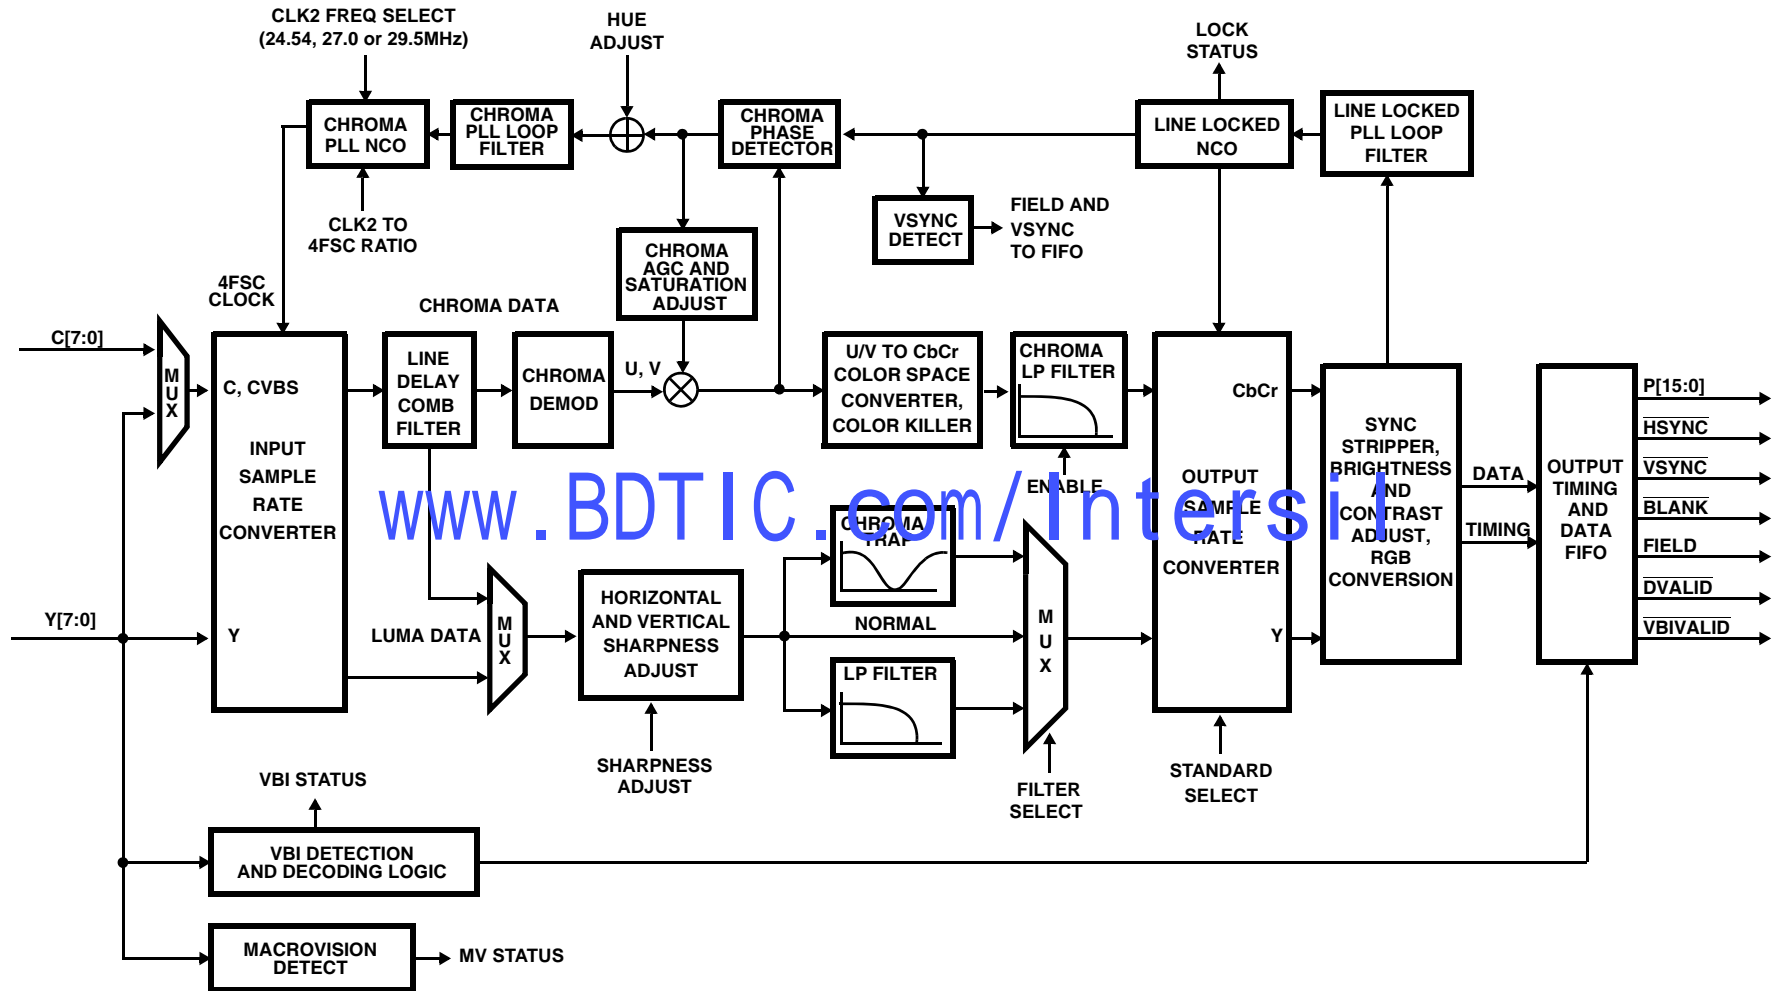 CLK2 FREQ SELECT
(24.54, 27.0 or 29.5MHz)
HUE
ADJUST
LOCK
STATUS
CHROMA
PLL NCO
CHROMA
PLL LOOP
FILTER
CHROMA
PHASE
DETECTOR
LINE LOCKED
NCO
LINE LOCKED
PLL LOOP
FILTER
CLK2 TO
4FSC RATIO
VSYNC
DETECT
FIELD AND
VSYNC
TO FIFO
CHROMA
AGC AND
SATURATION
ADJUST
4FSC
CLOCK
CHROMA DATA
C[7:0]
MUX
C, CVBS
INPUT
SAMPLE
RATE
CONVERTER
Y
LINE
DELAY
COMB
FILTER
CHROMA
DEMOD
U, V
U/V TO CbCr
COLOR SPACE
CONVERTER,
COLOR KILLER
CHROMA
LP FILTER
ENABLE
CbCr
OUTPUT
SAMPLE
RATE
CONVERTER
Y
SYNC
STRIPPER,
BRIGHTNESS
AND
CONTRAST
ADJUST,
RGB
CONVERSION
DATA
TIMING
OUTPUT
TIMING
AND
DATA
FIFO
P[15:0]
HSYNC
VSYNC
BLANK
FIELD
DVALID
VBIVALID
www.BDTIC.com/Intersil
Y[7:0]
LUMA DATA
MUX
HORIZONTAL
AND VERTICAL
SHARPNESS
ADJUST
CHROMA
TRAP
NORMAL
LP FILTER
MUX
SHARPNESS
ADJUST
FILTER
SELECT
STANDARD
SELECT
VBI STATUS
VBI DETECTION
AND DECODING LOGIC
MACROVISION
DETECT
MV STATUS